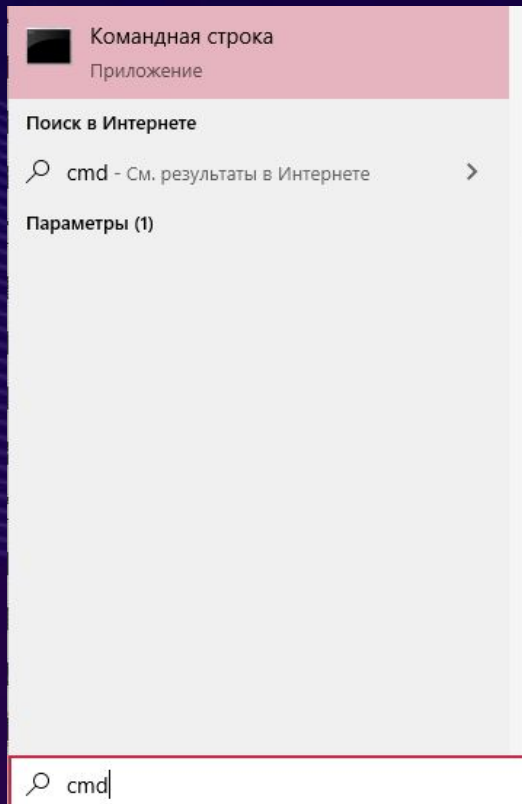 Командная строка
Приложение
Поиск в Интернете
cmd - См. результаты в Интернете
Параметры (1)
cmd